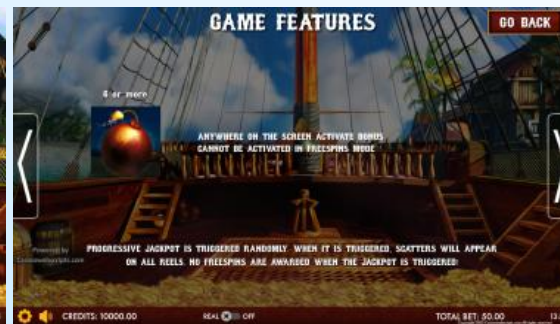 GAME FEATURES
GO BACK
6 or more
ANYWHERE ON THE SCREEN ACTIVATE BONUS
CANNOT BE ACTIVATED IN FREESPINS MODE
Powered by
PROGRESSIVE JACKPOT IS TRIGGERED RANDOMLY. WHEN IT IS TRIGGERED, SCATTERS WILL APPEAR
ON ALL REELS. NO FREESPINS ARE AWARDED WHEN THE JACKPOT IS TRIGGERED!
CREDITS: 10000.00
REAL
OFF
TOTAL BET: 50.00